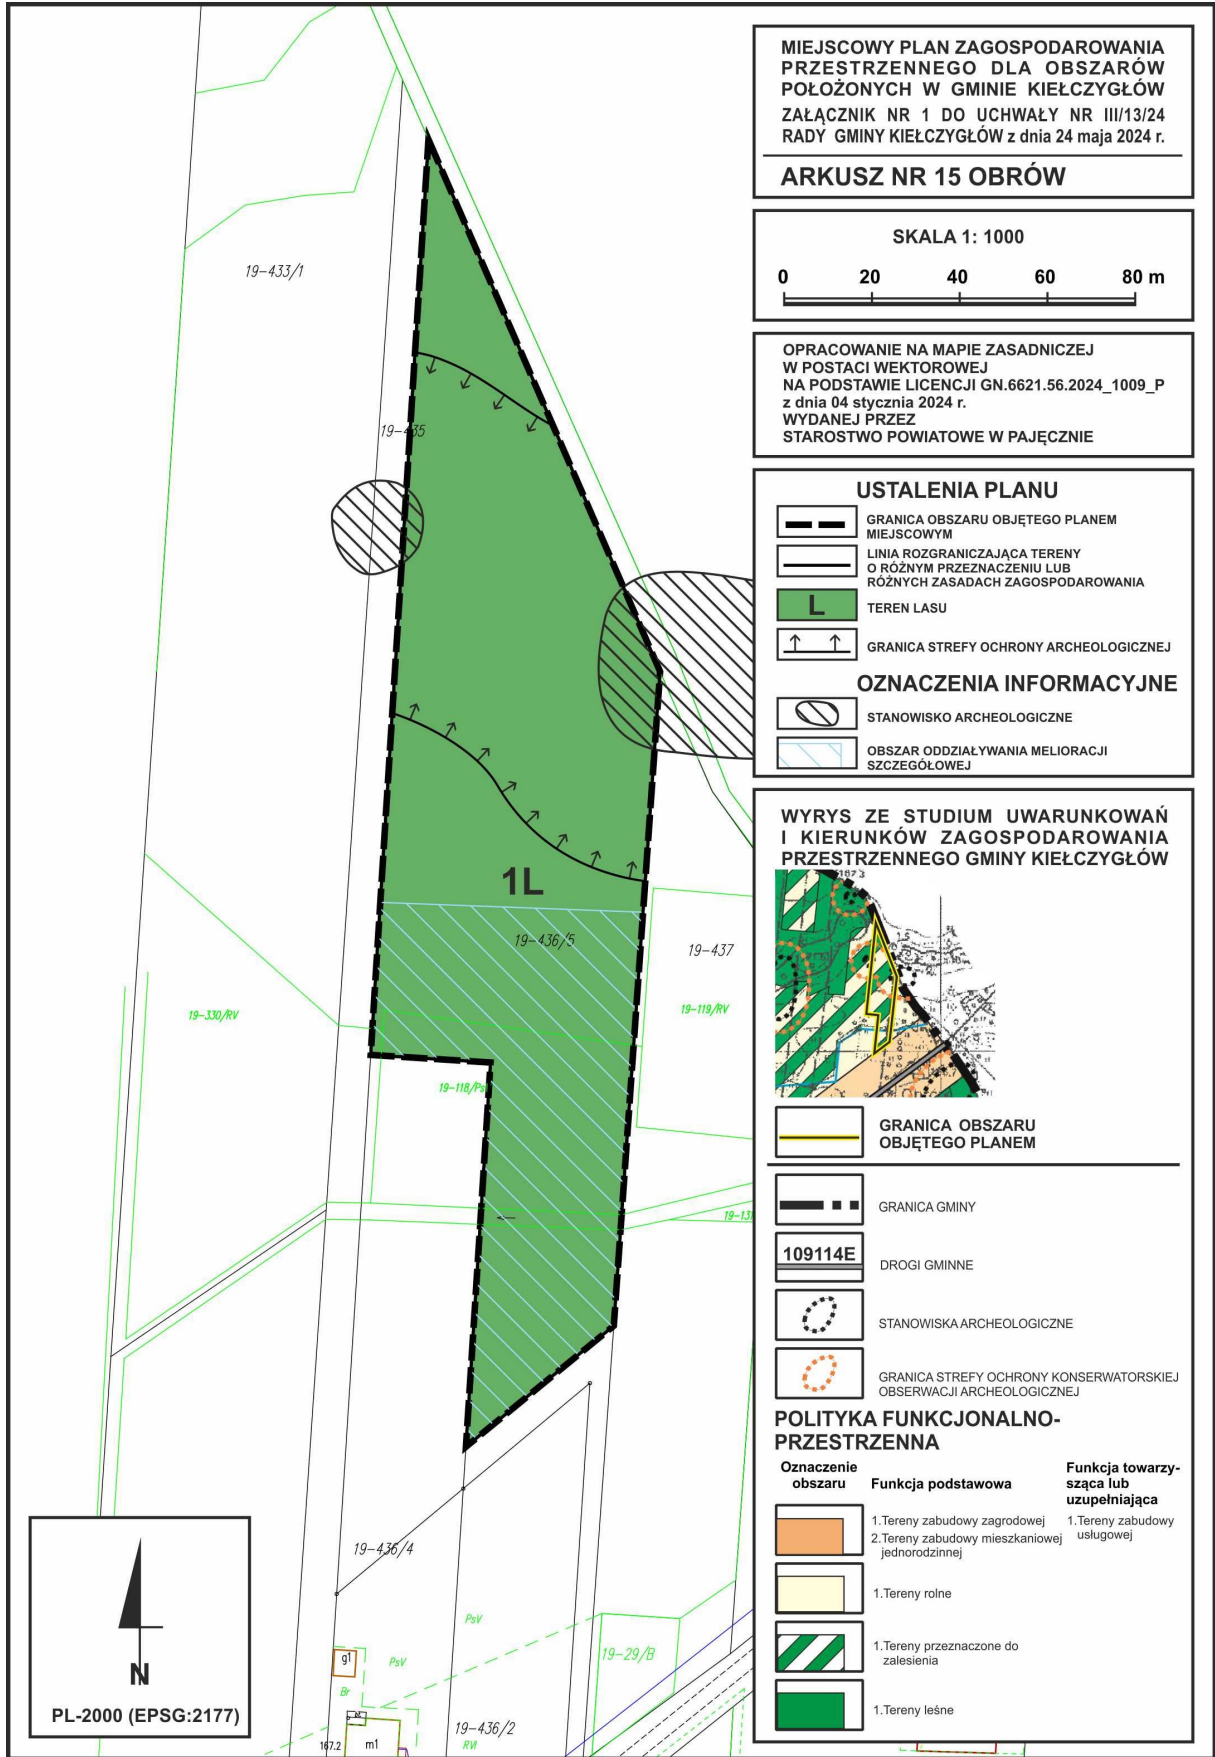 MIEJSCOWY PLAN ZAGOSPODAROWANIA
PRZESTRZENNEGO DLA OBSZARÓW
POŁOŻONYCH W GMINIE KIEŁCZYGŁÓW
ZAŁĄCZNIK NR 1 DO UCHWAŁY NR III/13/24
RADY GMINY KIEŁCZYGŁÓW z dnia 24 maja 2024 r.
ARKUSZ NR 15 OBRÓW
SKALA 1: 1000
0 20 40 60 80 m
OPRACOWANIE NA MAPIE ZASADNICZEJ
W POSTACI WEKTOROWEJ
NA PODSTAWIE LICENCJI GN.6621.56.2024_1009_P
z dnia 04 stycznia 2024 r.
WYDANEJ PRZEZ
STAROSTWO POWIATOWE W PAJĘCZNIE
USTALENIA PLANU
GRANICA OBSZARU OBJĘTEGO PLANEM
MIEJSCOWYM
LINIA ROZGRANICZAJĄCA TERENY
O RÓŻNYM PRZEZNACZENIU LUB
RÓŻNYCH ZASADACH ZAGOSPODAROWANIA
L TEREN LASU
GRANICA STREFY OCHRONY ARCHEOLOGICZNEJ
OZNACZENIA INFORMACYJNE
STANOWISKO ARCHEOLOGICZNE
OBSZAR ODDZIAŁYWANIA MELIORACJI
SZCZEGÓŁOWEJ
WYRYS ZE STUDIUM UWARUNKOWAŃ
I KIERUNKÓW ZAGOSPODAROWANIA
PRZESTRZENNEGO GMINY KIEŁCZYGŁÓW
GRANICA OBSZARU
OBJĘTEGO PLANEM
GRANICA GMINY
109114E DROGI GMINNE
STANOWISKA ARCHEOLOGICZNE
GRANICA STREFY OCHRONY KONSERWATORSKIEJ
OBSERWACJI ARCHEOLOGICZNEJ
POLITYKA FUNKCJONALNO-
PRZESTRZENNA
Oznaczenie
obszaru
Funkcja podstawowa
Funkcja towarzy-
sząca lub
uzupełniająca
1.Tereny zabudowy zagrodowej
2.Tereny zabudowy mieszkaniowej
jednorodzinnej
1.Tereny zabudowy
usługowej
1.Tereny rolne
1.Tereny przeznaczone do
zalesienia
1.Tereny leśne
19-433/1
19-435
1L
19-436/5
19-437
19-330/RV
19-119/RV
19-118/Ps
19-131
19-436/4
PsV
PsV
19-29/B
g1
Br
19-436/2
RVI
167.2
m1
N
PL-2000 (EPSG:2177)